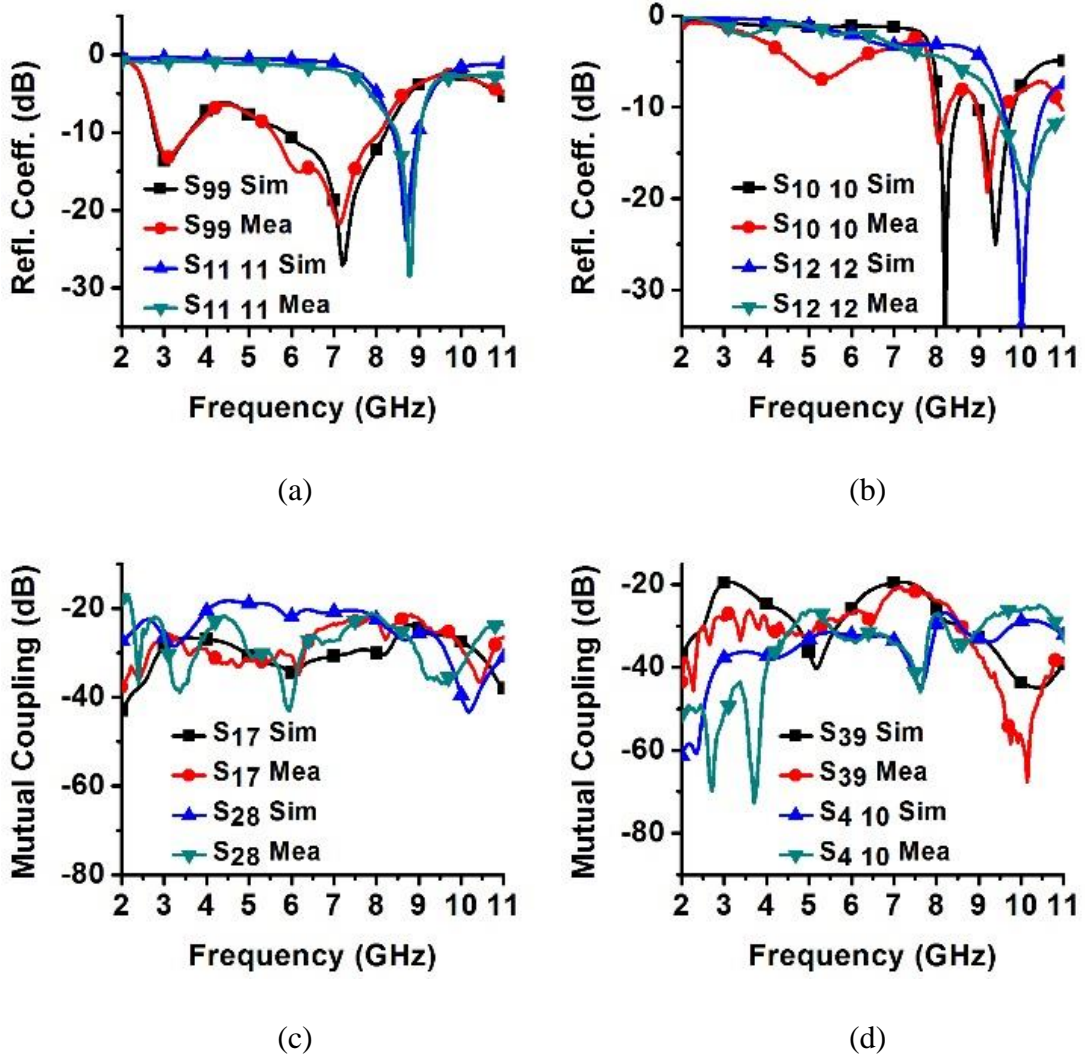 Refl. Coeff. (dB)
0
-10
-20
-30
S99 Sim
S99 Mea
S11 11 Sim
S11 11 Mea
2 3 4 5 6 7 8 9 10 11
Frequency (GHz)
(a)
Refl. Coeff. (dB)
0
-10
-20
-30
S10 10 Sim
S10 10 Mea
S12 12 Sim
S12 12 Mea
2 3 4 5 6 7 8 9 10 11
Frequency (GHz)
(b)
Mutual Coupling (dB)
-20
-40
-60
-80
S17 Sim
S17 Mea
S28 Sim
S28 Mea
2 3 4 5 6 7 8 9 10 11
Frequency (GHz)
(c)
Mutual Coupling (dB)
-20
-40
-60
-80
S39 Sim
S39 Mea
S4 10 Sim
S4 10 Mea
2 3 4 5 6 7 8 9 10 11
Frequency (GHz)
(d)